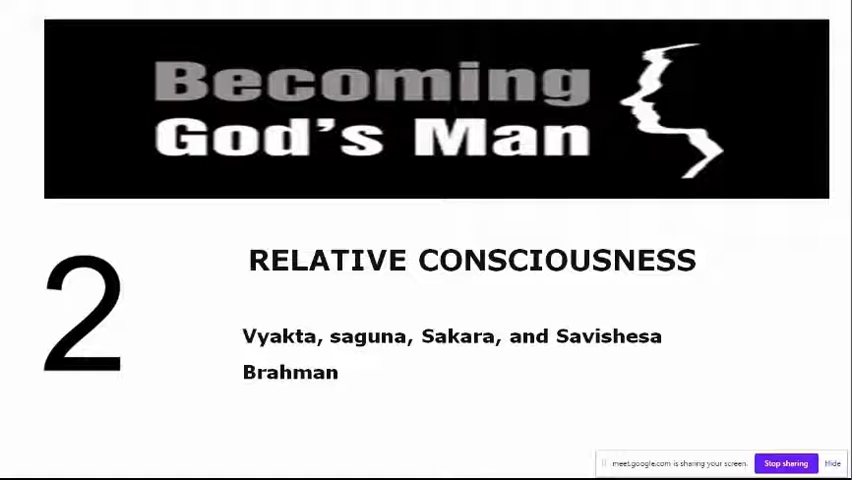 Becoming
God's Man
2
RELATIVE CONSCIOUSNESS
Vyakta, saguna, Sakara, and Savishesa
Brahman
meet.google.com is sharing your screen. Stop sharing Hide